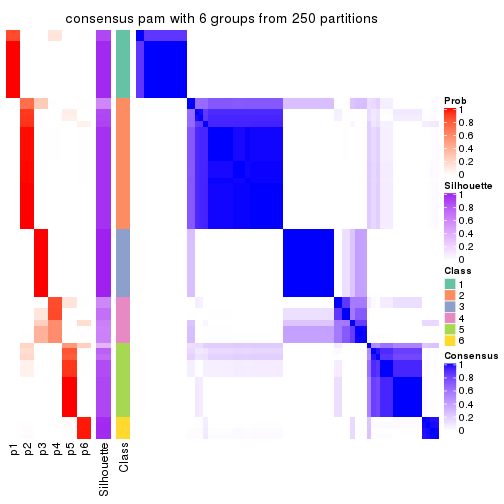 consensus pam with 6 groups from 250 partitions
Prob
1
0.8
0.6
0.4
0.2
0
Silhouette
1
0.8
0.6
0.4
0.2
0
Class
1
2
3
4
5
6
Consensus
1
0.8
0.6
0.4
0.2
0
p1
p2
p3
p4
p5
p6
Silhouette
Class